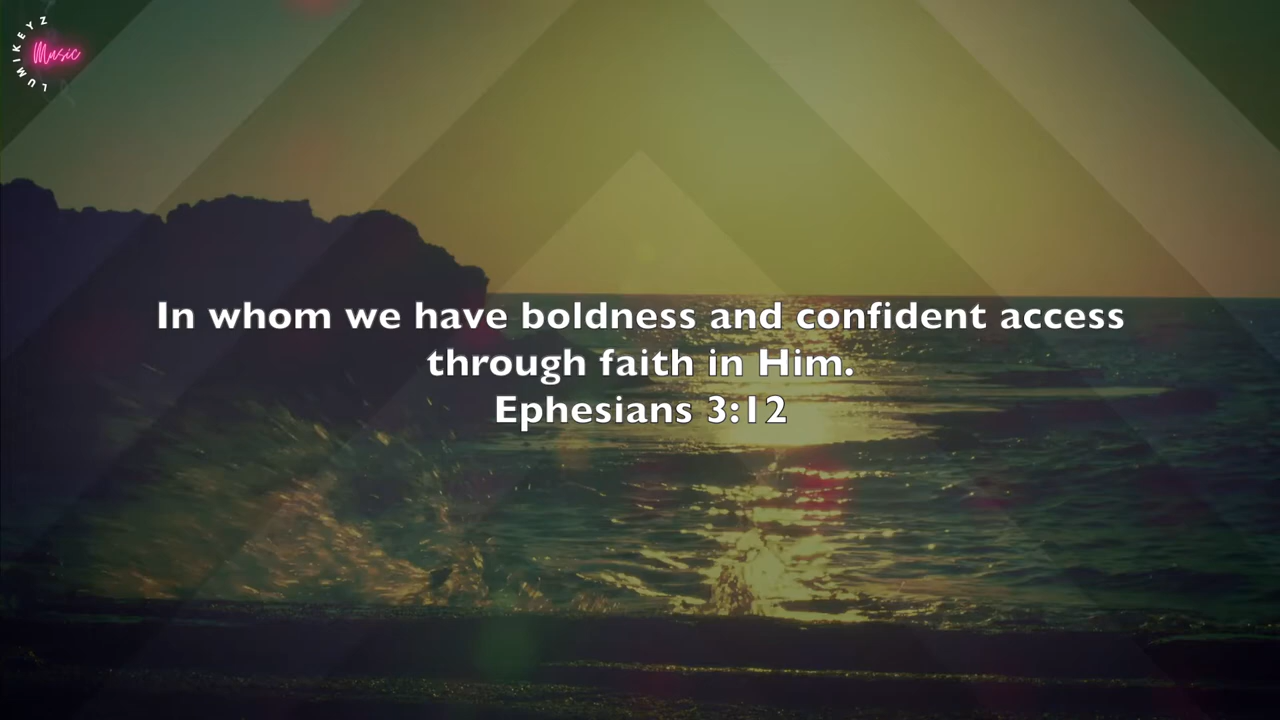 LUMIKEYZ
Music
In whom we have boldness and confident access
through faith in Him.
Ephesians 3:12